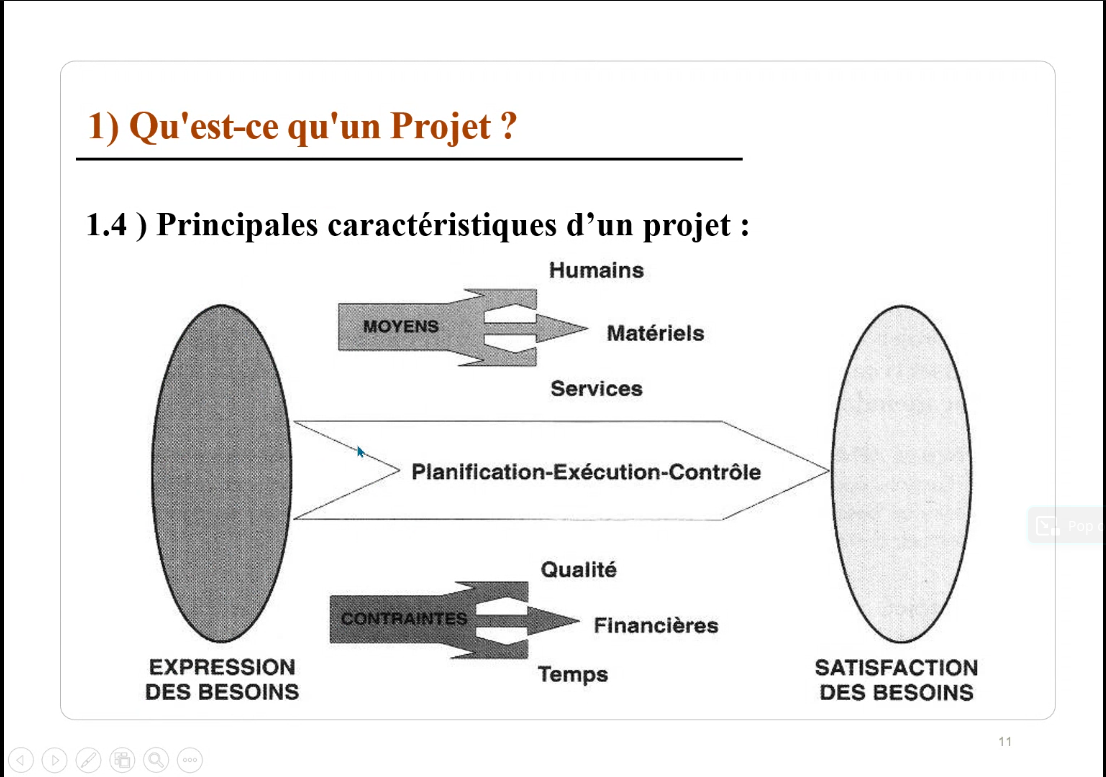 1) Qu'est-ce qu'un Projet ?
1.4 ) Principales caractéristiques d’un projet :
Humains
MOYENS
Matériels
Services
Planification-Exécution-Contrôle
Qualité
CONTRAINTES
Financières
Temps
EXPRESSION
DES BESOINS
SATISFACTION
DES BESOINS
Pop
11